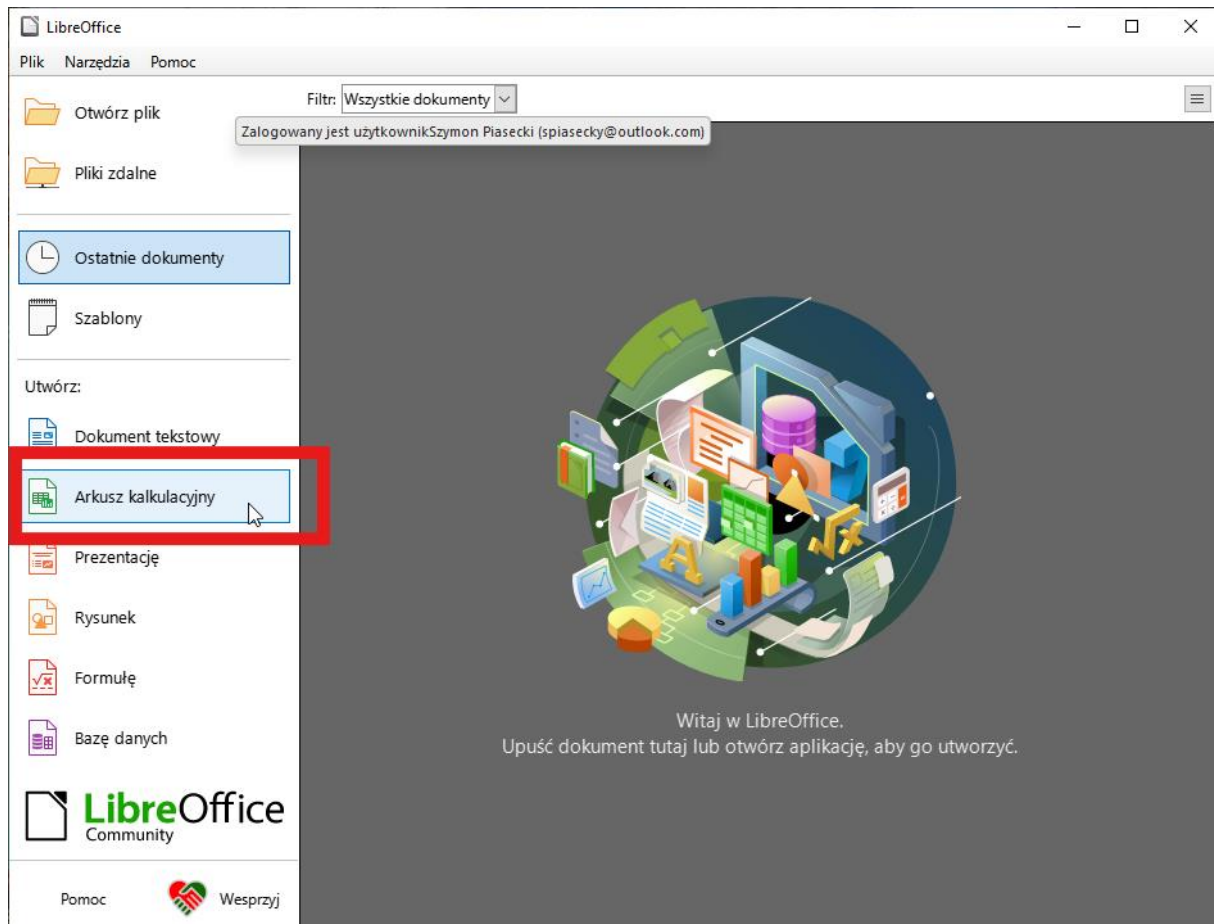 LibreOffice
Plik Narzędzia Pomoc
Otwórz plik
Filtr: Wszystkie dokumenty
Zalogowany jest użytkownikSzymon Piasecki (spiasecky@outlook.com)
Pliki zdalne
Ostatnie dokumenty
Szablony
Utwórz:
Dokument tekstowy
Arkusz kalkulacyjny
Prezentację
Rysunek
Formułę
Bazę danych
Witaj w LibreOffice.
Upuść dokument tutaj lub otwórz aplikację, aby go utworzyć.
LibreOffice
Community
Pomoc Wesprzyj